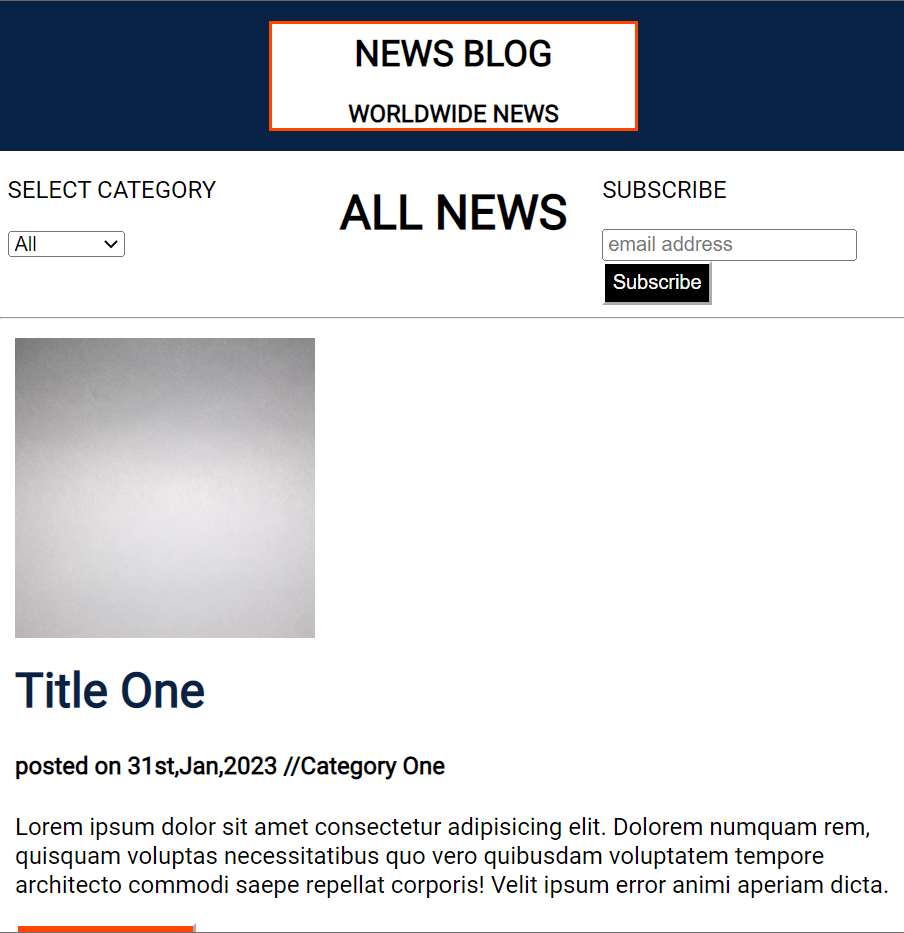 NEWS BLOG
WORLDWIDE NEWS
SELECT CATEGORY
All
ALL NEWS
SUBSCRIBE
email address
Subscribe
Title One
posted on 31st,Jan,2023 //Category One
Lorem ipsum dolor sit amet consectetur adipisicing elit. Dolorem numquam rem,
quisquam voluptas necessitatibus quo vero quibusdam voluptatem tempore
architecto commodi saepe repellat corporis! Velit ipsum error animi aperiam dicta.